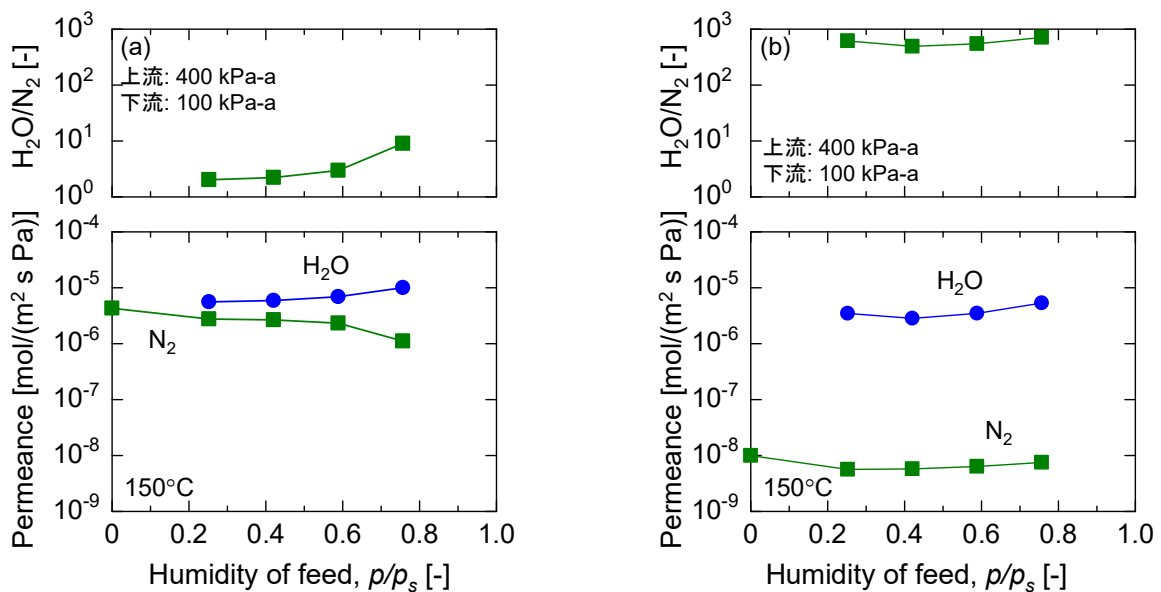 H2O/N2 [-]
10^3
10^2
10^1
10^0
(a)
上流: 400 kPa-a
下流: 100 kPa-a
Permeance [mol/(m^2 s Pa)]
10^-4
10^-5
10^-6
10^-7
10^-8
10^-9
H2O
N2
150°C
0
0.2
0.4
0.6
0.8
1.0
Humidity of feed, p/ps [-]
H2O/N2 [-]
10^3
10^2
10^1
10^0
(b)
上流: 400 kPa-a
下流: 100 kPa-a
Permeance [mol/(m^2 s Pa)]
10^-4
10^-5
10^-6
10^-7
10^-8
10^-9
H2O
N2
150°C
0
0.2
0.4
0.6
0.8
1.0
Humidity of feed, p/ps [-]